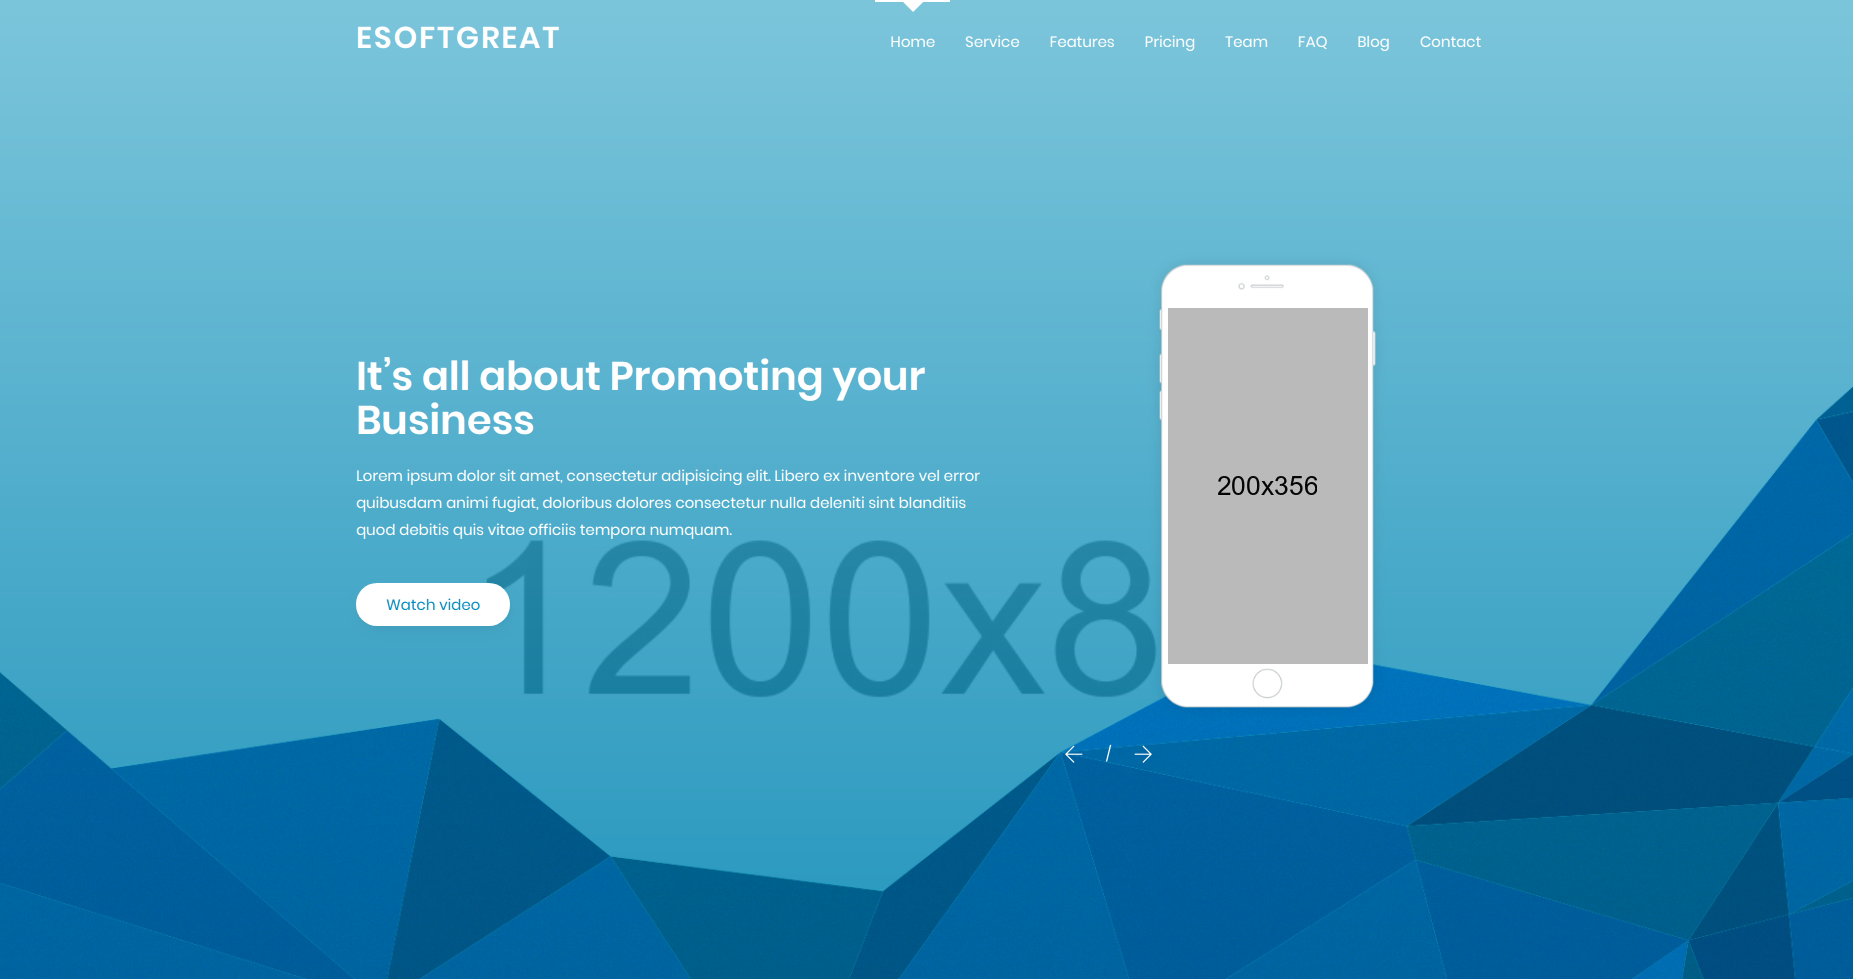 ESOFTGREAT
Home Service Features Pricing Team FAQ Blog Contact
It’s all about Promoting your
Business
Lorem ipsum dolor sit amet, consectetur adipisicing elit. Libero ex inventore vel error
quibusdam animi fugiat, doloribus dolores consectetur nulla deleniti sint blanditiis
quod debitis quis vitae officiis tempora numquam.
Watch video
1200x8
200x356
/